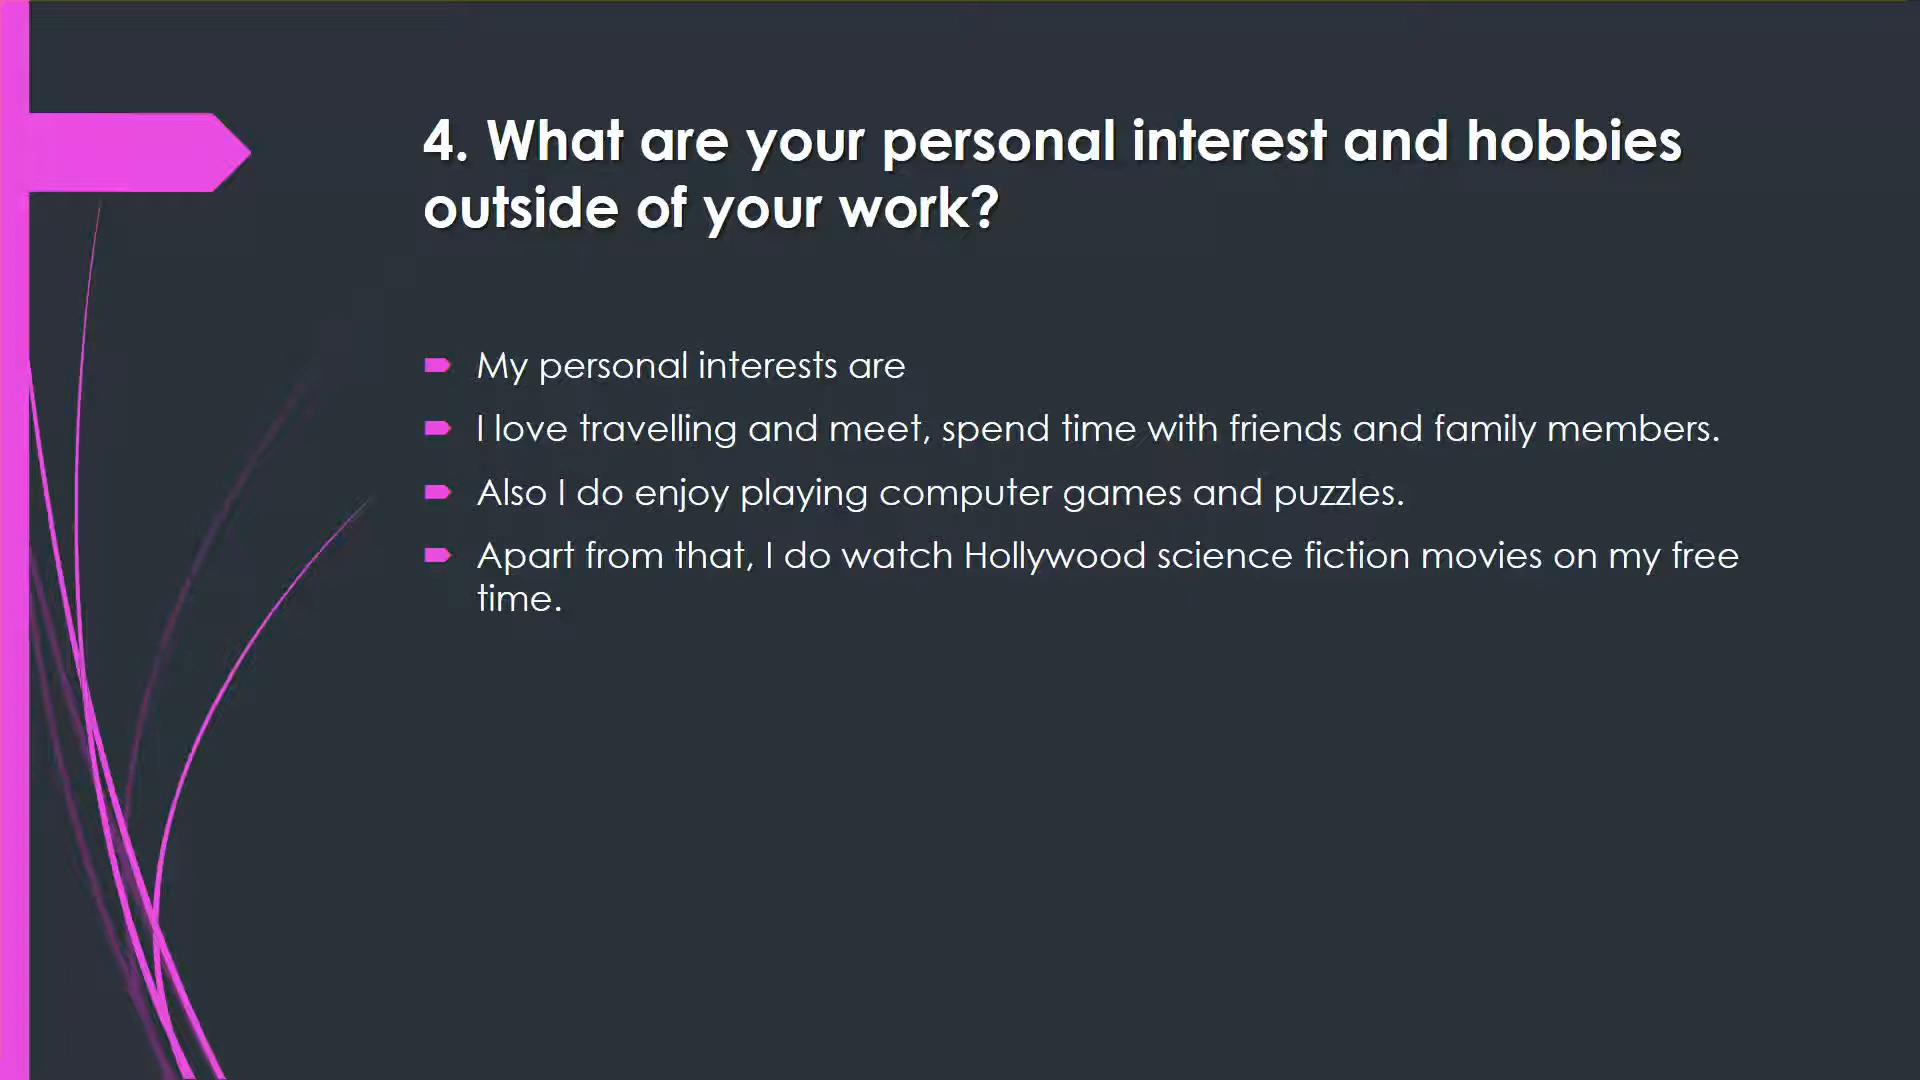 4. What are your personal interest and hobbies
outside of your work?
My personal interests are
I love travelling and meet, spend time with friends and family members.
Also I do enjoy playing computer games and puzzles.
Apart from that, I do watch Hollywood science fiction movies on my free
time.